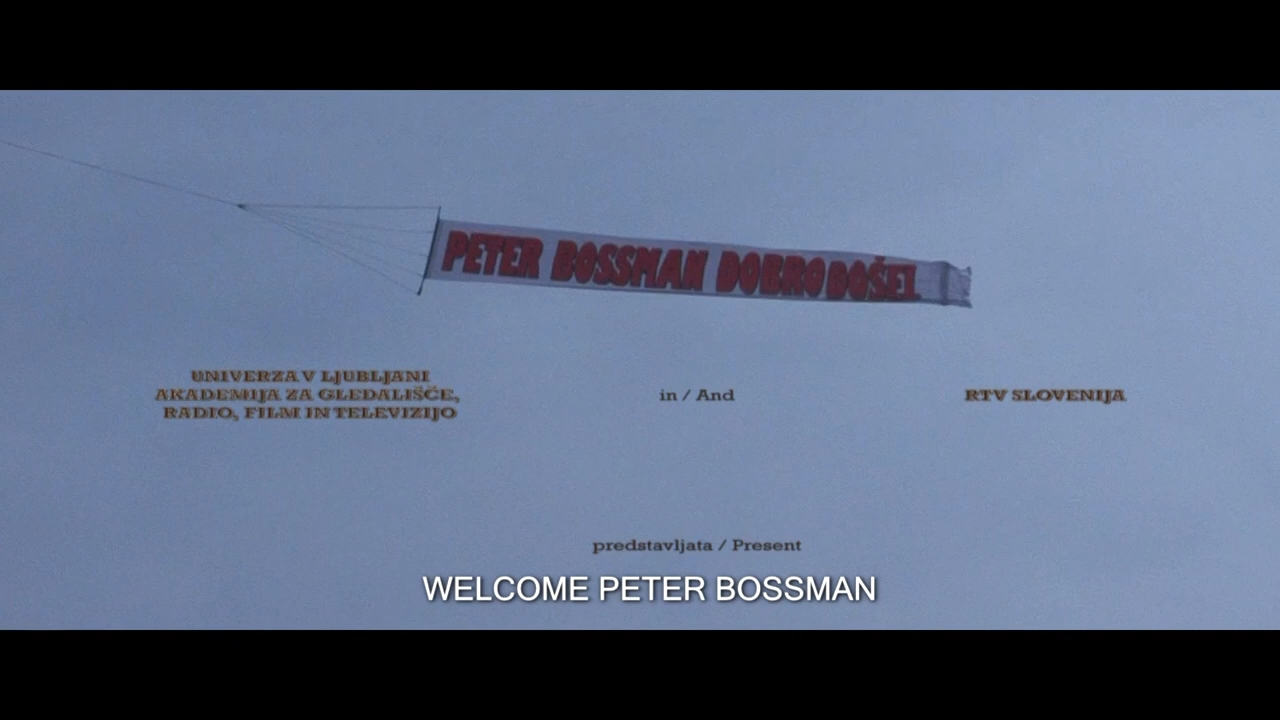 PETER BOSSMAN DOBRODOŠEL
UNIVERZA V LJUBLJANI
AKADEMIJA ZA GLEDALIŠČE,
RADIO, FILM IN TELEVIZIJO
in / And
RTV SLOVENIJA
predstavljata / Present
WELCOME PETER BOSSMAN